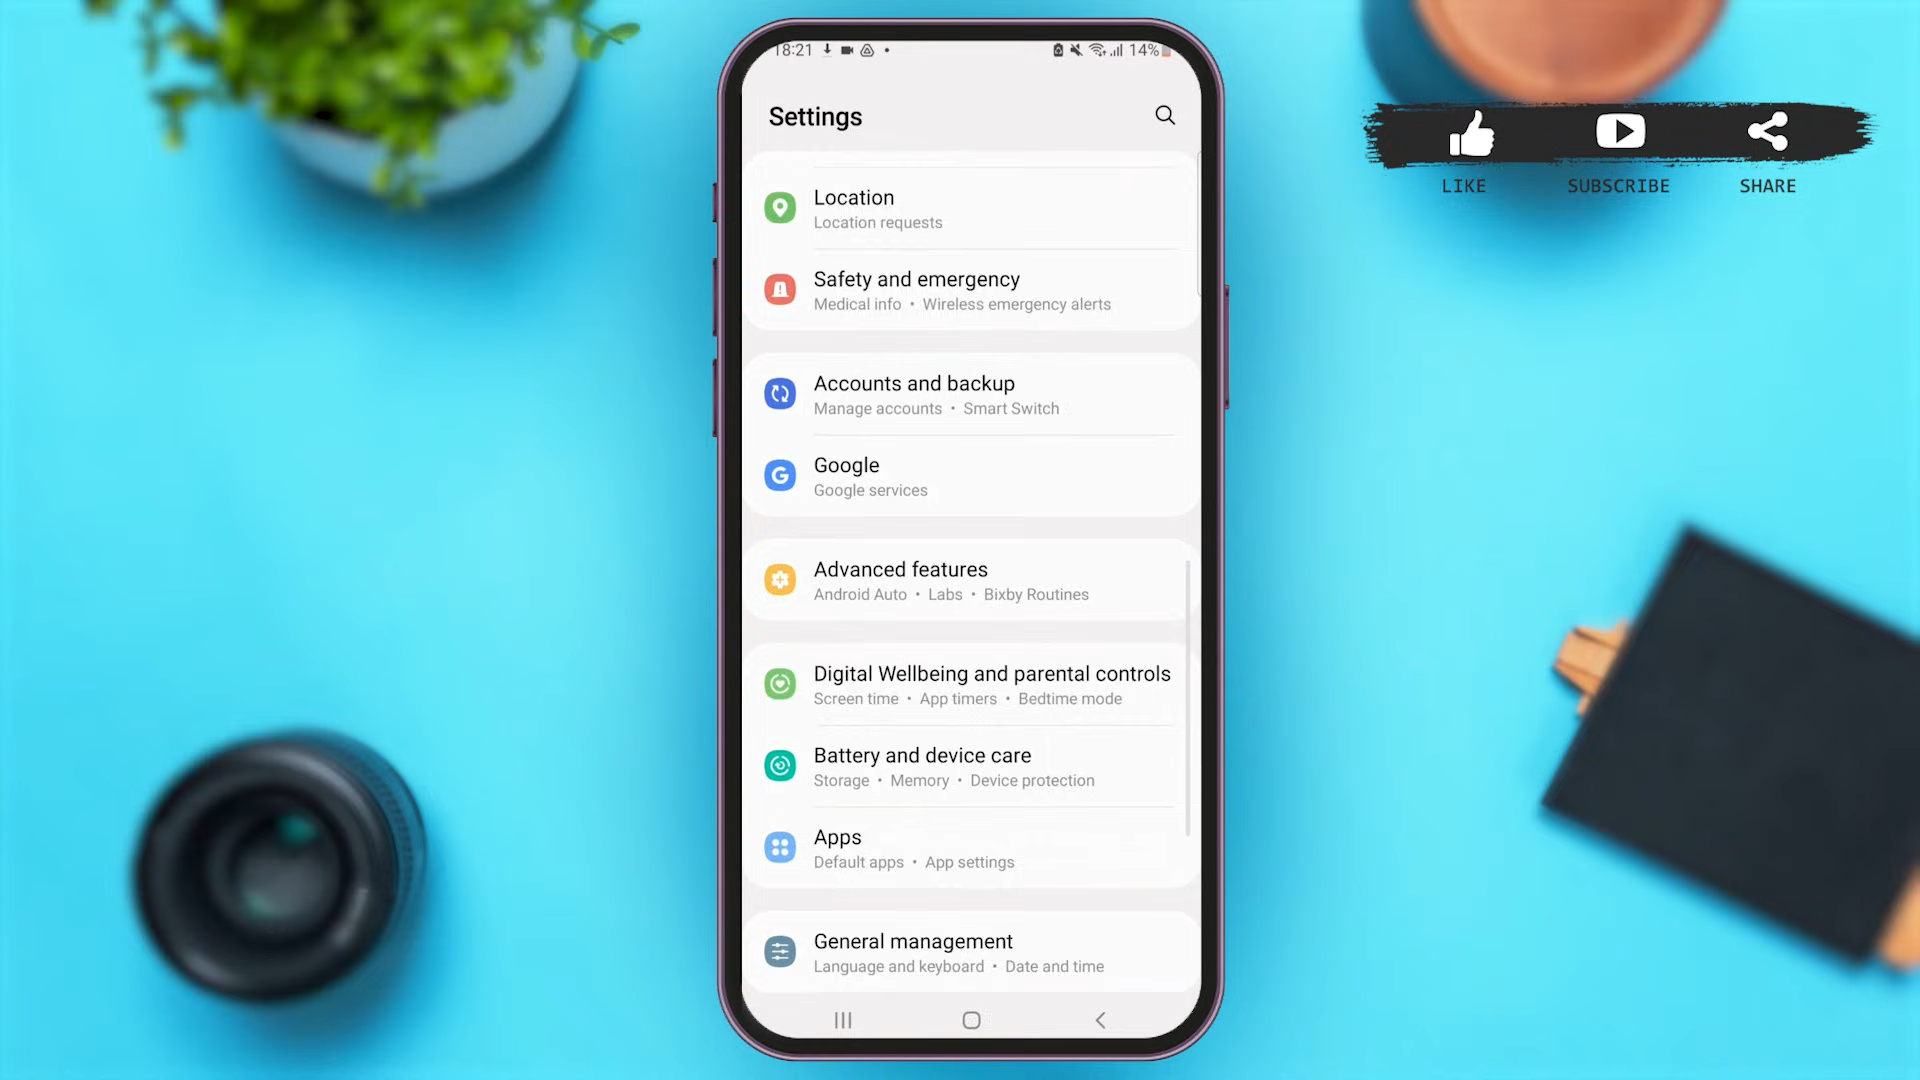 18:21
14%
Settings
Location
Location requests
Safety and emergency
Medical info • Wireless emergency alerts
Accounts and backup
Manage accounts • Smart Switch
Google
Google services
Advanced features
Android Auto • Labs • Bixby Routines
Digital Wellbeing and parental controls
Screen time • App timers • Bedtime mode
Battery and device care
Storage • Memory • Device protection
Apps
Default apps • App settings
General management
Language and keyboard • Date and time
LIKE SUBSCRIBE SHARE